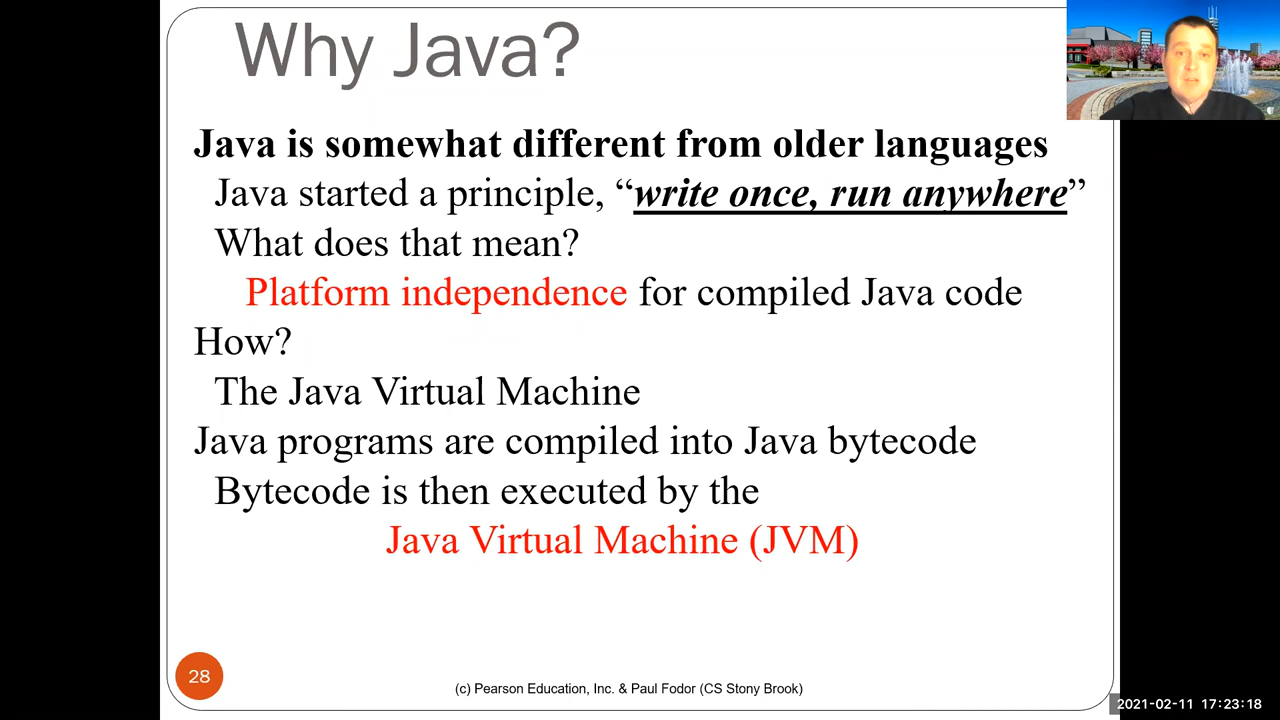 Why Java?
Java is somewhat different from older languages
Java started a principle, “write once, run anywhere”
What does that mean?
Platform independence for compiled Java code
How?
The Java Virtual Machine
Java programs are compiled into Java bytecode
Bytecode is then executed by the
Java Virtual Machine (JVM)
28
(c) Pearson Education, Inc. & Paul Fodor (CS Stony Brook)
2021-02-11 17:23:18